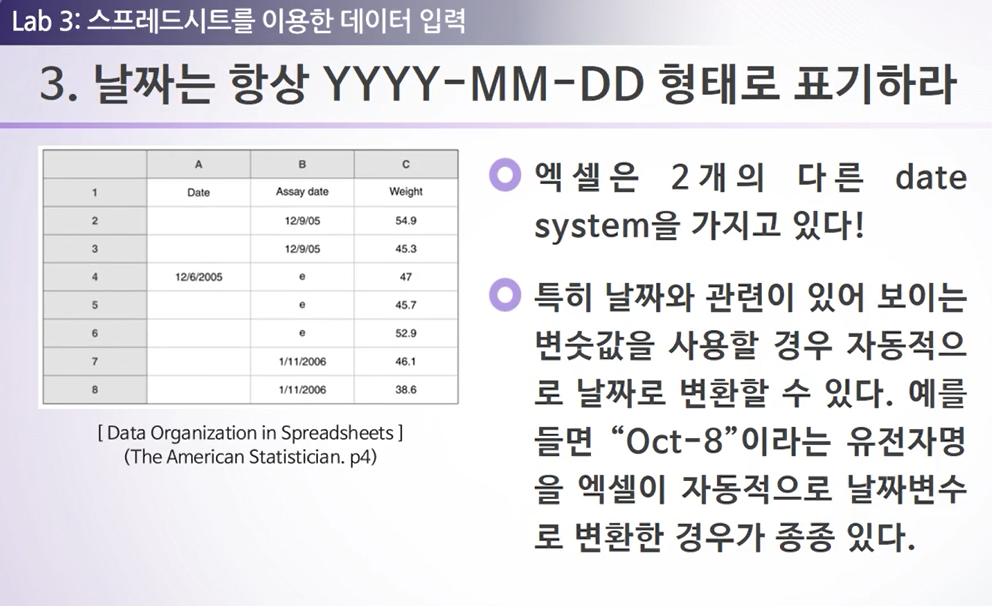 Lab 3: 스프레드시트를 이용한 데이터 입력
3. 날짜는 항상 YYYY-MM-DD 형태로 표기하라
A B C
1 Date Assay date Weight
2 12/9/05 54.9
3 12/9/05 45.3
4 12/6/2005 e 47
5 e 45.7
6 e 52.9
7 1/11/2006 46.1
8 1/11/2006 38.6
[ Data Organization in Spreadsheets ]
(The American Statistician. p4)
엑셀은 2개의 다른 date
system을 가지고 있다!
특히 날짜와 관련이 있어 보이는
변숫값을 사용할 경우 자동적으
로 날짜로 변환할 수 있다. 예를
들면 “Oct-8”이라는 유전자명
을 엑셀이 자동적으로 날짜변수
로 변환한 경우가 종종 있다.